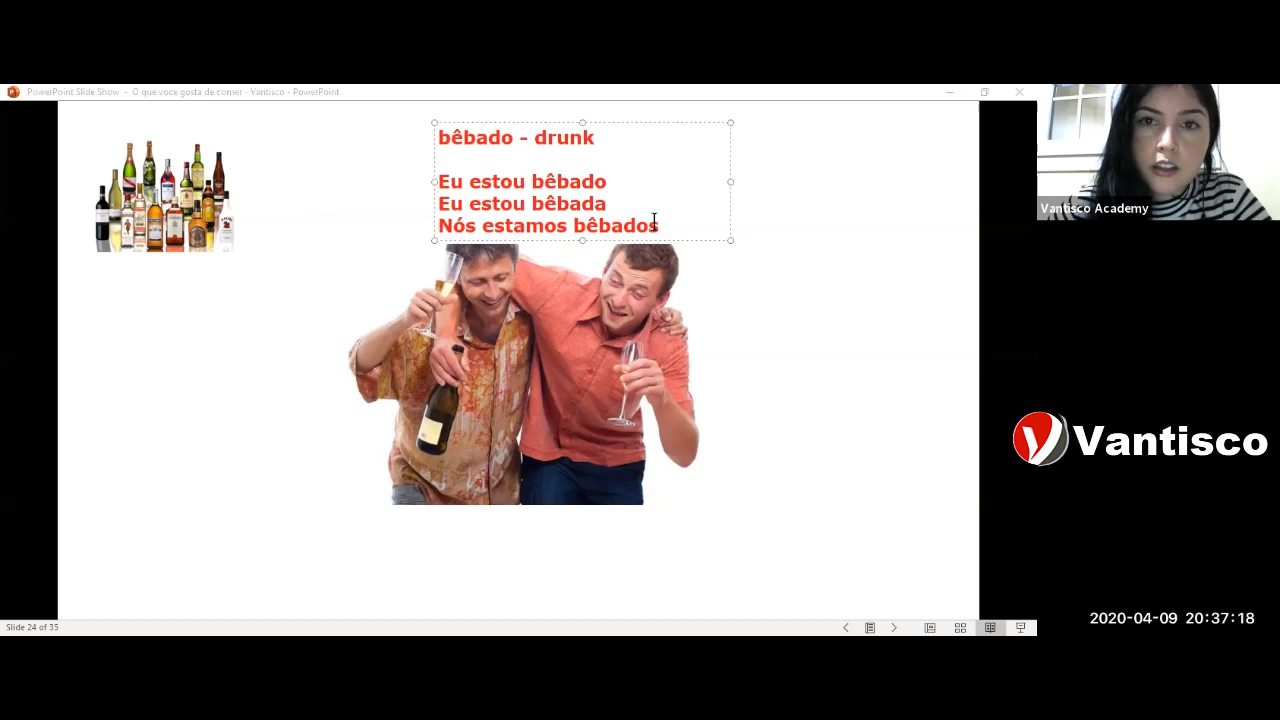 PowerPoint Slide Show - O que voce gosta de comer - Vantisco - PowerPoint
bêbado - drunk
Eu estou bêbado
Eu estou bêbada
Nós estamos bêbados
Vantisco Academy
Vantisco
2020-04-09 20:37:18
Slide 24 of 35